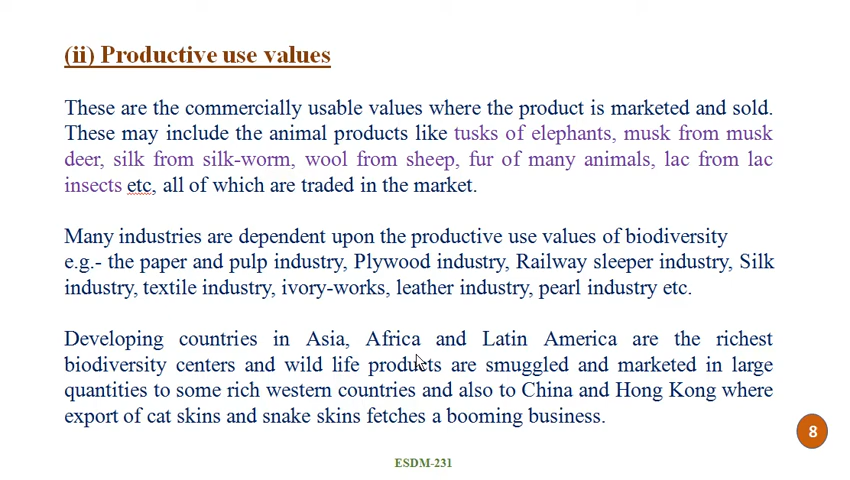 (ii) Productive use values
These are the commercially usable values where the product is marketed and sold.
These may include the animal products like tusks of elephants, musk from musk
deer, silk from silk-worm, wool from sheep, fur of many animals, lac from lac
insects etc, all of which are traded in the market.
Many industries are dependent upon the productive use values of biodiversity
e.g.- the paper and pulp industry, Plywood industry, Railway sleeper industry, Silk
industry, textile industry, ivory-works, leather industry, pearl industry etc.
Developing countries in Asia, Africa and Latin America are the richest
biodiversity centers and wild life products are smuggled and marketed in large
quantities to some rich western countries and also to China and Hong Kong where
export of cat skins and snake skins fetches a booming business.
8
ESDM-231